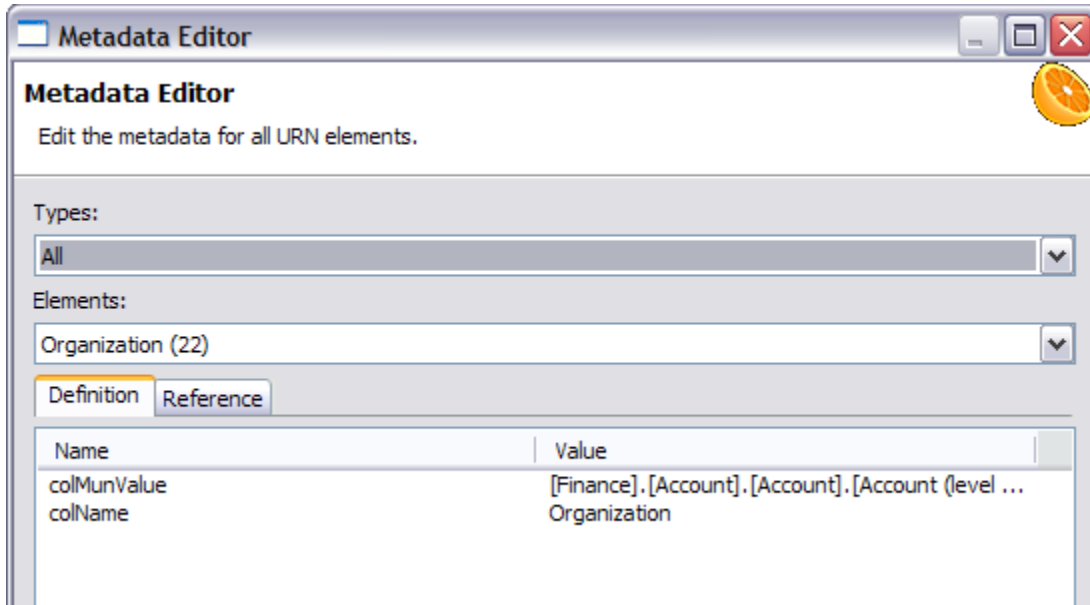 Metadata Editor
Metadata Editor
Edit the metadata for all URN elements.
Types:
All
Elements:
Organization (22)
Definition Reference
Name Value
colMunValue [Finance].[Account].[Account].[Account (level ...
colName Organization